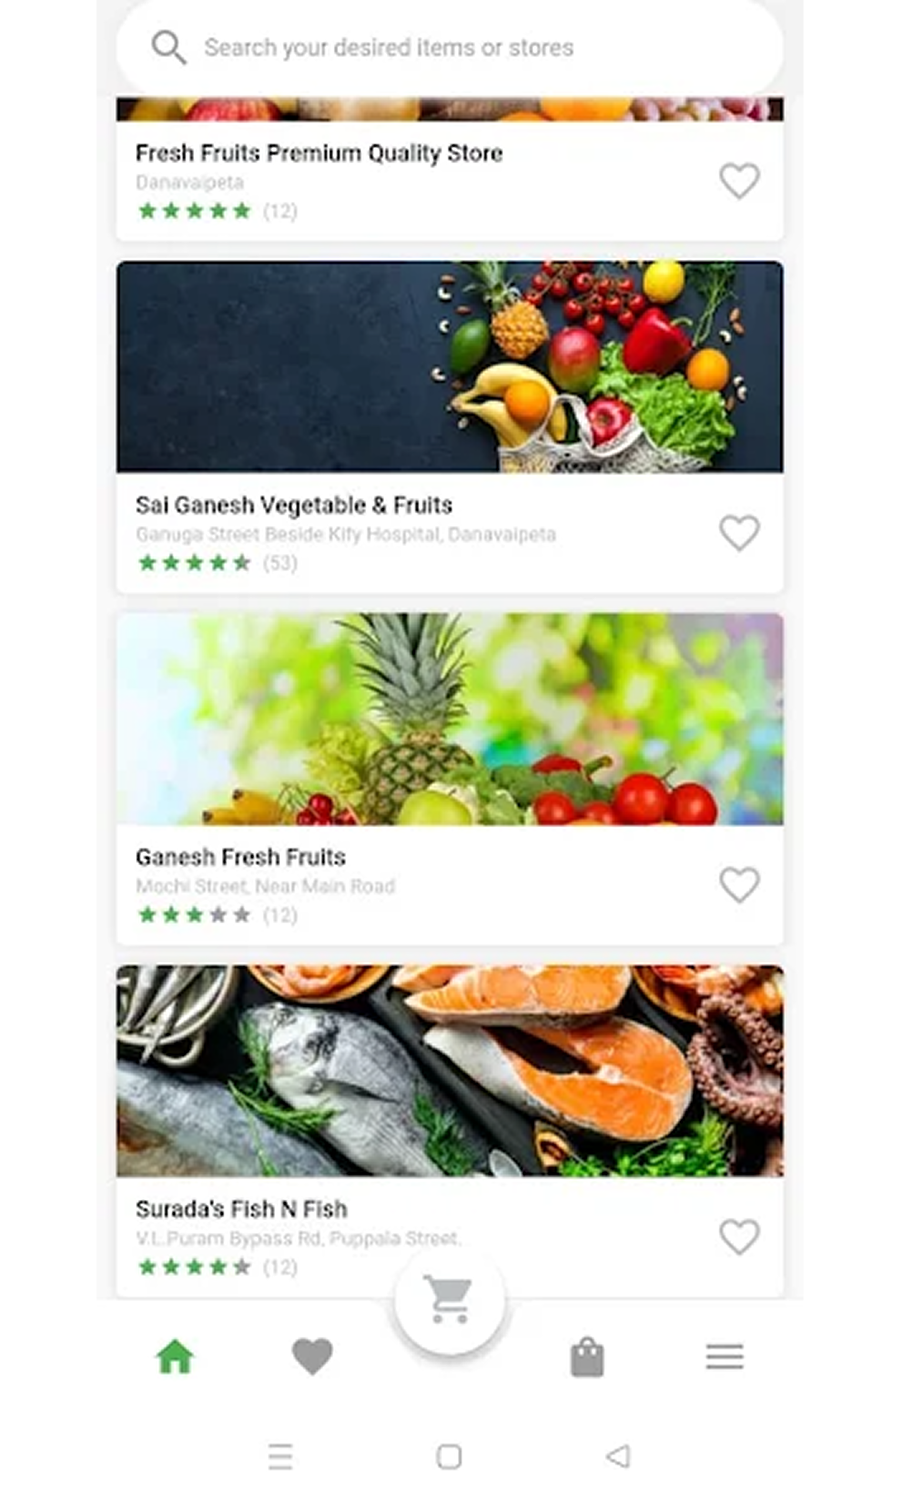 Search your desired items or stores
Fresh Fruits Premium Quality Store
Danavaipeta
(12)
Sai Ganesh Vegetable & Fruits
Ganuga Street Beside Kify Hospital, Danavaipeta
(53)
Ganesh Fresh Fruits
Mochi Street, Near Main Road
(12)
Surada's Fish N Fish
V.L.Puram Bypass Rd, Puppala Street,
(12)